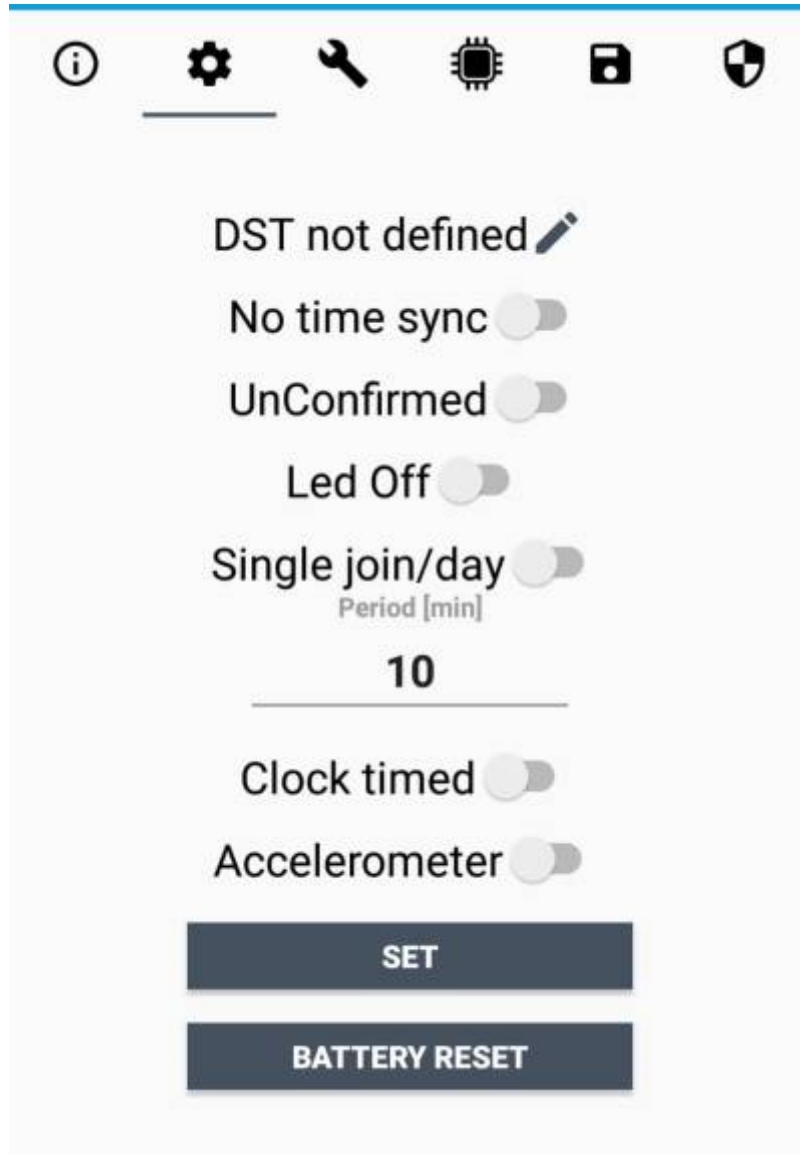 DST not defined
No time sync
UnConfirmed
Led Off
Single join/day
Period [min]
10
Clock timed
Accelerometer
SET
BATTERY RESET